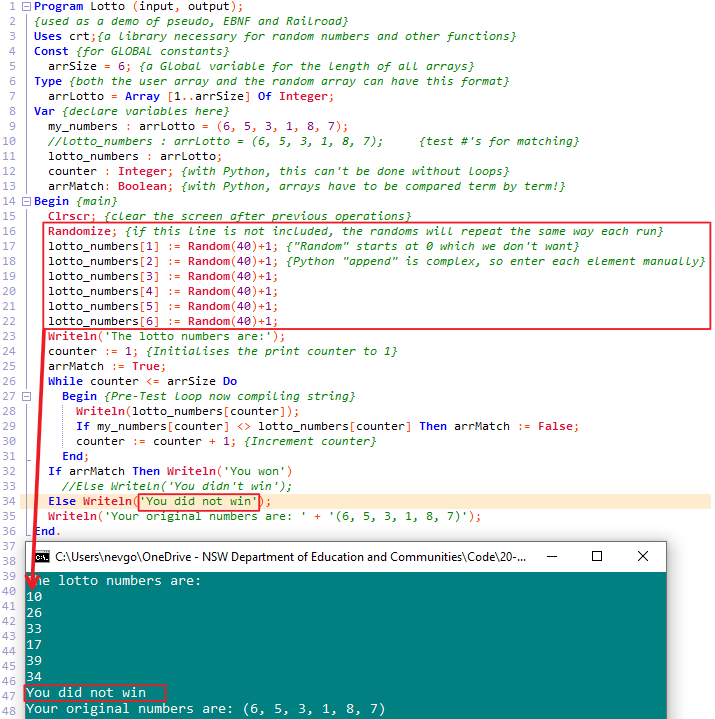 1 Program Lotto (input, output);
2 {used as a demo of pseudo, EBNF and Railroad}
3 Uses crt;{a library necessary for random numbers and other functions}
4 Const {for GLOBAL constants}
5 arrSize = 6; {a Global variable for the length of all arrays}
6 Type {both the user array and the random array can have this format}
7 arrLotto = Array [1..arrSize] Of Integer;
8 Var {declare variables here}
9 my_numbers : arrLotto = (6, 5, 3, 1, 8, 7);
10 //lotto_numbers : arrLotto = (6, 5, 3, 1, 8, 7); {test #'s for matching}
11 lotto_numbers : arrLotto;
12 counter : Integer; {with Python, this can't be done without loops}
13 arrMatch: Boolean; {with Python, arrays have to be compared term by term!}
14 Begin {main}
15 Clrscr; {clear the screen after previous operations}
16 Randomize; {if this line is not included, the randoms will repeat the same way each run}
17 lotto_numbers[1] := Random(40)+1; {"Random" starts at 0 which we don't want}
18 lotto_numbers[2] := Random(40)+1; {Python "append" is complex, so enter each element manually}
19 lotto_numbers[3] := Random(40)+1;
20 lotto_numbers[4] := Random(40)+1;
21 lotto_numbers[5] := Random(40)+1;
22 lotto_numbers[6] := Random(40)+1;
23 Writeln('The lotto numbers are:');
24 counter := 1; {Initialises the print counter to 1}
25 arrMatch := True;
26 While counter <= arrSize Do
27 Begin {Pre-Test loop now compiling string}
28 Writeln(lotto_numbers[counter]);
29 If my_numbers[counter] <> lotto_numbers[counter] Then arrMatch := False;
30 counter := counter + 1; {Increment counter}
31 End;
32 If arrMatch Then Writeln('You won')
33 //Else Writeln('You didn't win');
34 Else Writeln('You did not win');
35 Writeln('Your original numbers are: ' + '(6, 5, 3, 1, 8, 7)');
36 End.
37
38 C:\Users\nevgo\OneDrive - NSW Department of Education and Communities\Code\20-...
39 The lotto numbers are:
40 10
41 26
42 33
43 17
44 39
45
46 34
47 You did not win
48 Your original numbers are: (6, 5, 3, 1, 8, 7)